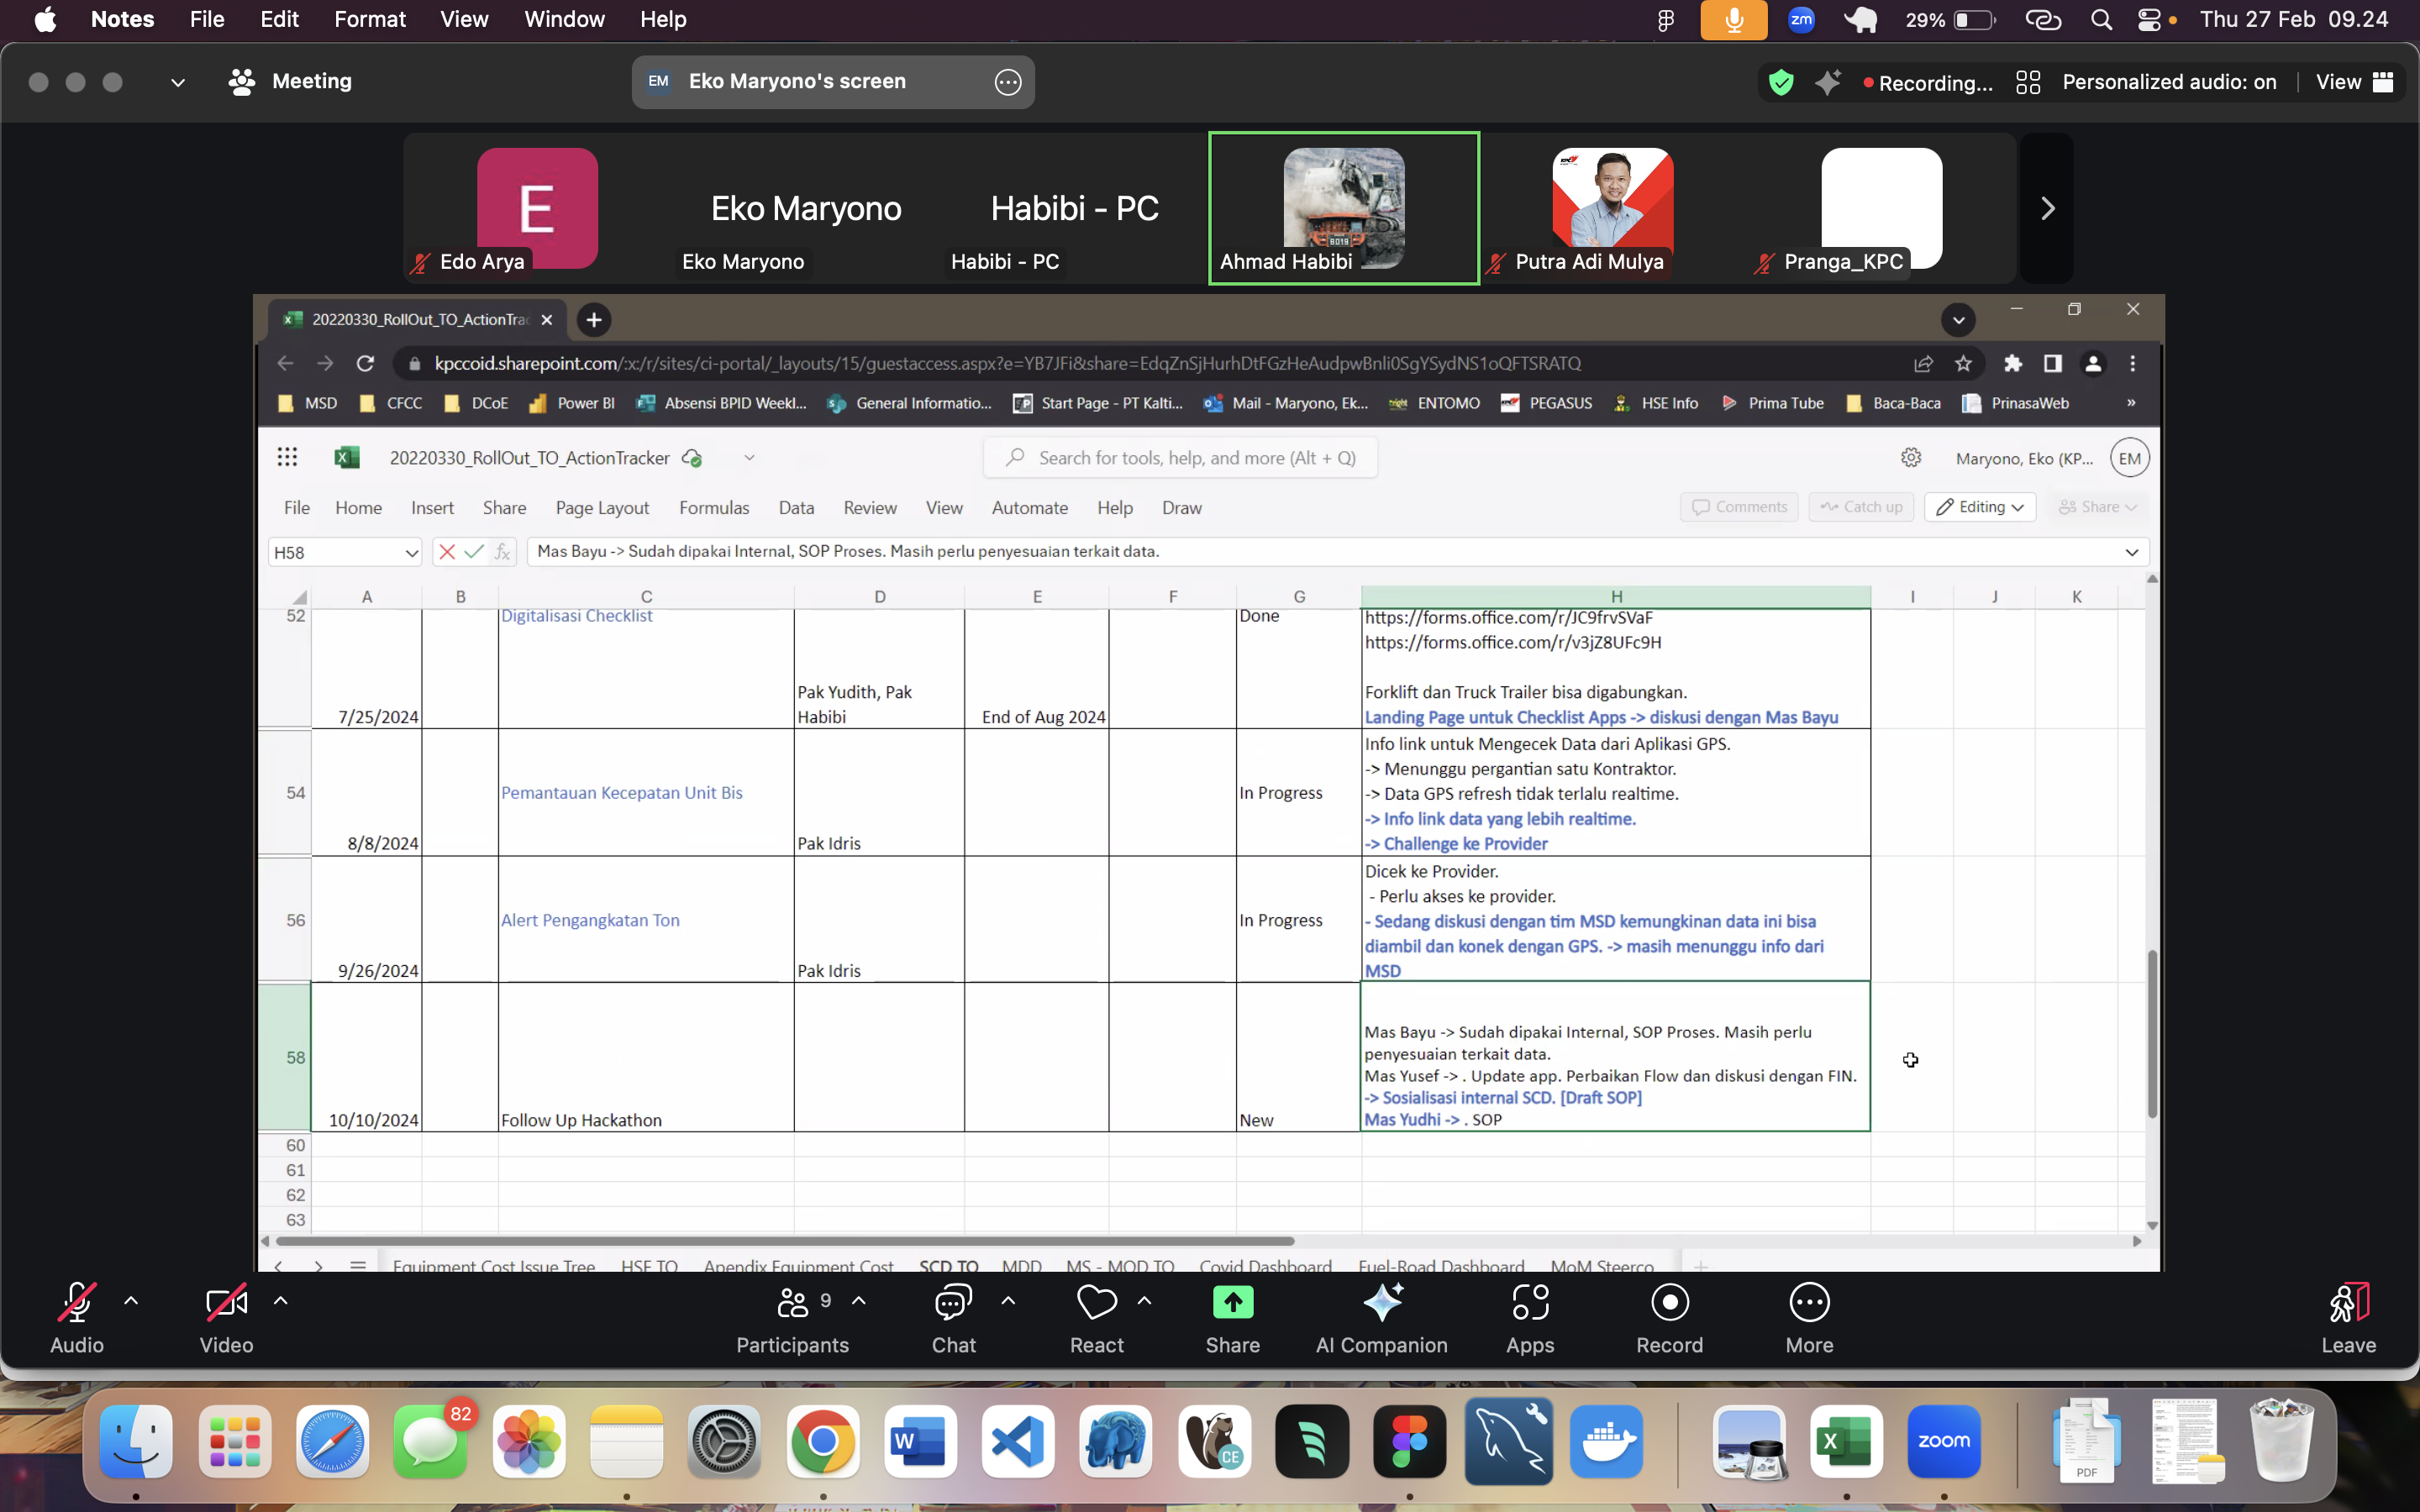 Notes File Edit Format View Window Help
zm 29% Thu 27 Feb 09.24
Meeting
EM Eko Maryono's screen
Recording... Personalized audio: on View
E
Eko Maryono
Habibi - PC
Edo Arya
Eko Maryono
Habibi - PC
Ahmad Habibi
Putra Adi Mulya
Pranga_KPC
20220330_RollOut_TO_ActionTrac
kpccoid.sharepoint.com/:x:/r/sites/ci-portal/_layouts/15/guestaccess.aspx?e=YB7JFi&share=EdqZnSjHurhDtFGzHeAudpwBnli0SgYSydNS1oQFTSRATQ
MSD CFCC DCoE Power BI Absensi BPID Weekl... General Informatio... Start Page - PT Kalti... Mail - Maryono, Ek... ENTOMO PEGASUS HSE Info Prima Tube Baca-Baca PrinasaWeb »
20220330_RollOut_TO_ActionTracker
Search for tools, help, and more (Alt + Q)
Maryono, Eko (KP... EM
File Home Insert Share Page Layout Formulas Data Review View Automate Help Draw
Comments Catch up Editing Share
H58 fx Mas Bayu -> Sudah dipakai Internal, SOP Proses. Masih perlu penyesuaian terkait data.
A B C D E F G H I J K
52 7/25/2024 Digitalisasi Checklist Pak Yudith, Pak
Habibi End of Aug 2024 Done
https://forms.office.com/r/JC9frvSVaF
https://forms.office.com/r/v3jZ8UFc9H
Forklift dan Truck Trailer bisa digabungkan.
Landing Page untuk Checklist Apps -> diskusi dengan Mas Bayu
54 8/8/2024 Pemantauan Kecepatan Unit Bis Pak Idris In Progress
Info link untuk Mengecek Data dari Aplikasi GPS.
-> Menunggu pergantian satu Kontraktor.
-> Data GPS refresh tidak terlalu realtime.
-> Info link data yang lebih realtime.
-> Challenge ke Provider
56 9/26/2024 Alert Pengangkatan Ton Pak Idris In Progress
Dicek ke Provider.
- Perlu akses ke provider.
- Sedang diskusi dengan tim MSD kemungkinan data ini bisa
diambil dan konek dengan GPS. -> masih menunggu info dari
MSD
58 10/10/2024 Follow Up Hackathon New
Mas Bayu -> Sudah dipakai Internal, SOP Proses. Masih perlu
penyesuaian terkait data.
Mas Yusef -> . Update app. Perbaikan Flow dan diskusi dengan FIN.
-> Sosialisasi internal SCD. [Draft SOP]
Mas Yudhi -> . SOP
60
61
62
63
Equipment Cost Issue Tree HSE TO Apendix Equipment Cost SCD TO MDD MS - MOD TO Covid Dashboard Fuel-Road Dashboard MoM Steerco
9
Audio Video Participants Chat React Share AI Companion Apps Record More Leave
82
W
CE
X
zoom
PDF